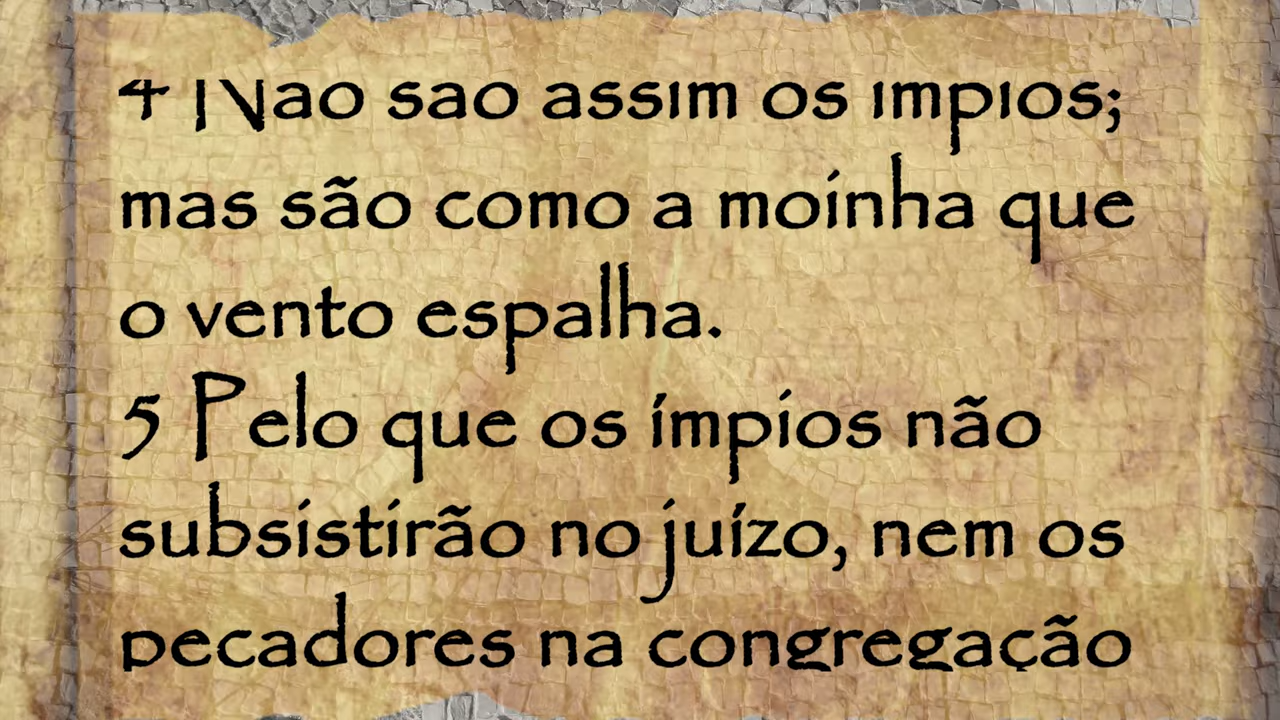 4 Não são assim os ímpios;
mas são como a moinha que
o vento espalha.
5 Pelo que os ímpios não
subsistirão no juízo, nem os
pecadores na congregação